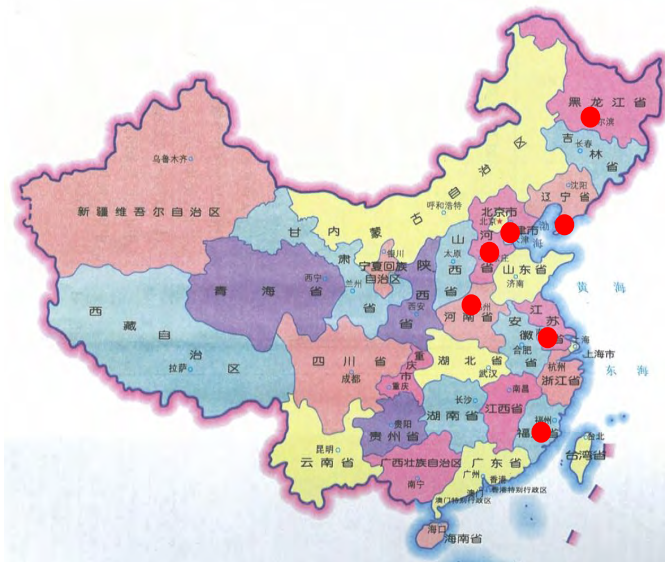 黑龙江省
尔滨
吉林省
长春
乌鲁木齐
新疆维吾尔自治区
内蒙古自治区
呼和浩特
沈阳
辽宁省
北京市
北京
津市
渤海
河省
甘肃省
银川
宁夏回族
自治区
山西省
太原
陕西省
西安
山东省
济南
黄海
青海省
西宁
兰州
西藏自治区
拉萨
河南省
州
江苏省
安徽省
合肥
上海市
东海
四川省
成都
重庆市
重庆
湖北省
武汉
杭州
浙江省
湖南省
长沙
江西省
南昌
贵阳
贵州省
福省
福州
台北
台湾省
云南省
昆明
广西壮族自治区
南宁
广东省
广州
香港
香港特别行政区
澳门
澳门特别行政区
海口
海南省